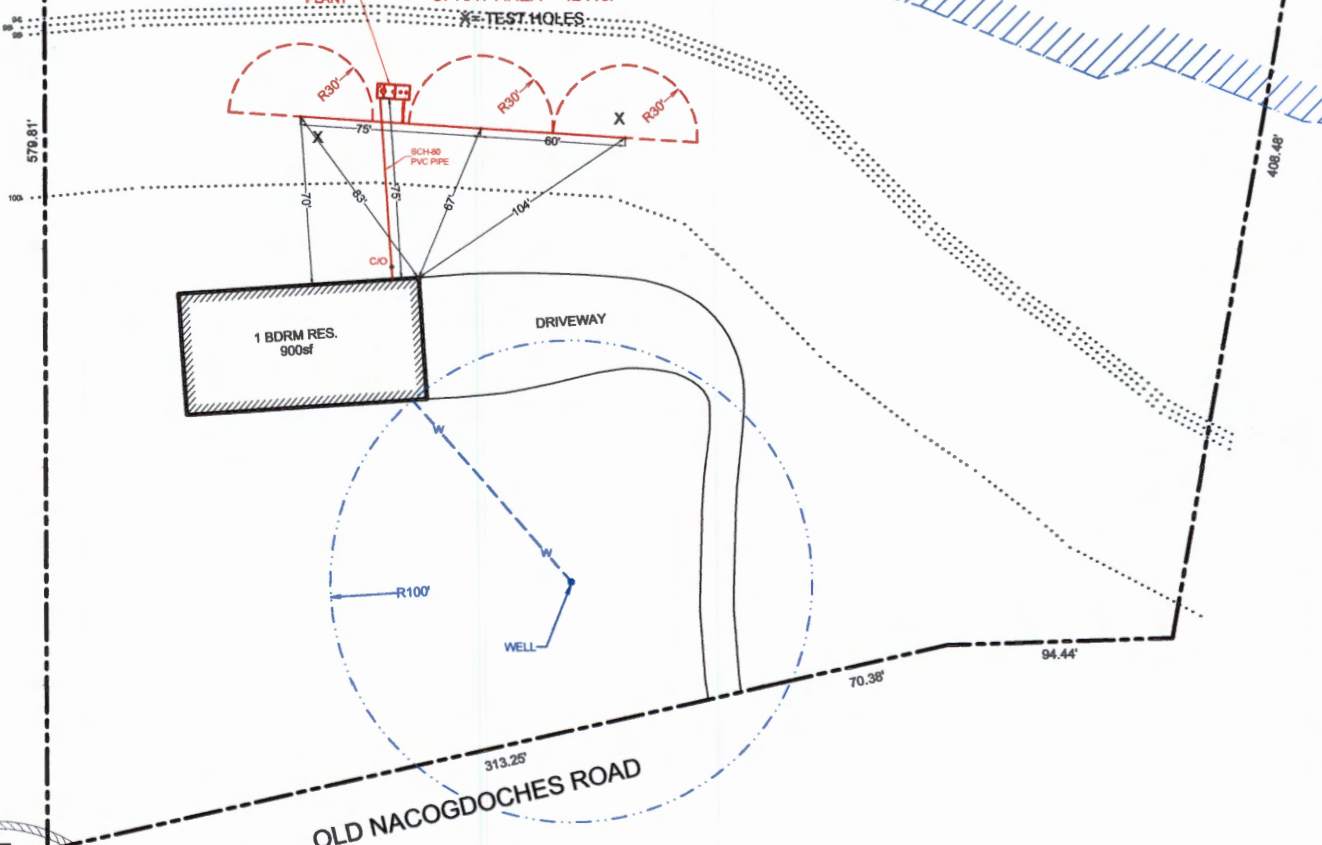 X= TEST HOLES
R30'
R30'
R30'
X
X
75'
60'
SCH-80
PVC PIPE
579.81'
408.48'
100
70'
83'
75'
67'
104'
C/O
1 BDRM RES.
900sf
DRIVEWAY
W
W
R100'
WELL
94.44'
70.38'
313.25'
OLD NACOGDOCHES ROAD